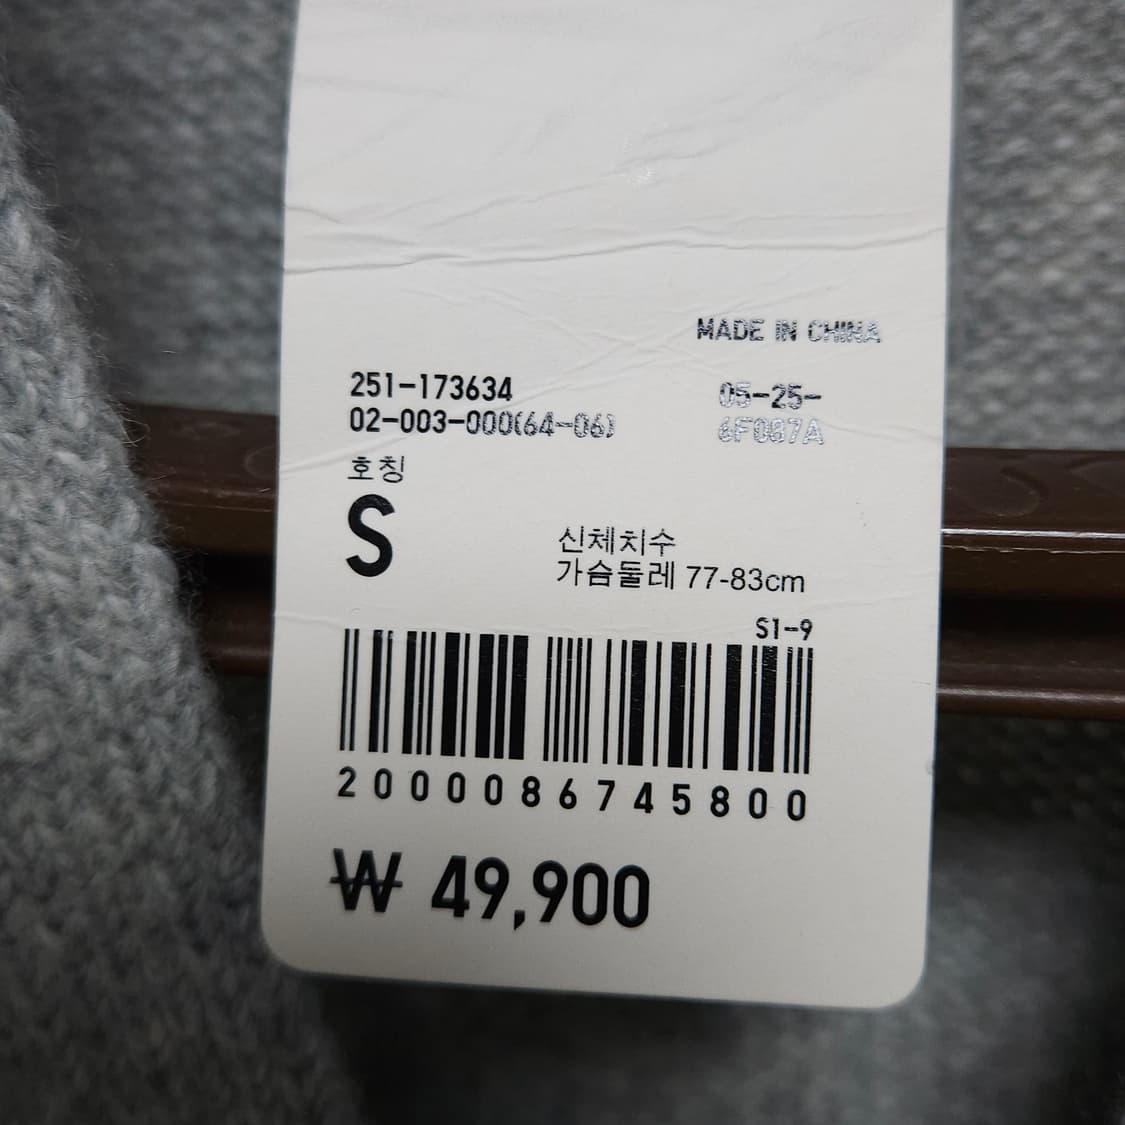 MADE IN CHINA
251-173634
05-25-
02-003-000(64-06)
6F087A
호칭
S
신체치수
가슴둘레 77-83cm
S1-9
2000086745800
₩ 49,900